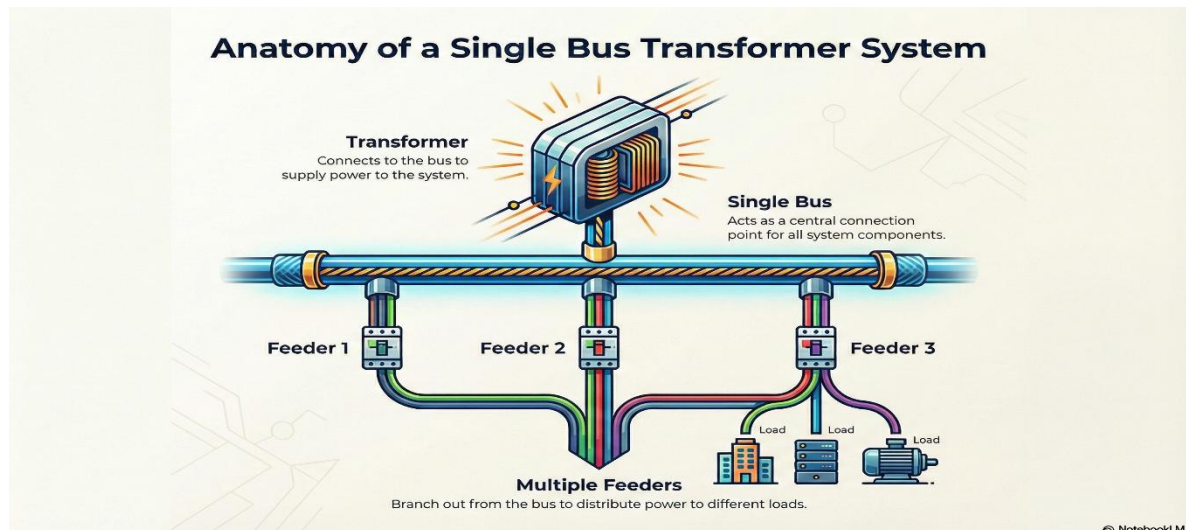 Anatomy of a Single Bus Transformer System
Transformer
Connects to the bus to
supply power to the system.
Single Bus
Acts as a central connection
point for all system components.
Feeder 1
Feeder 2
Feeder 3
Load
Load
Load
Multiple Feeders
Branch out from the bus to distribute power to different loads.